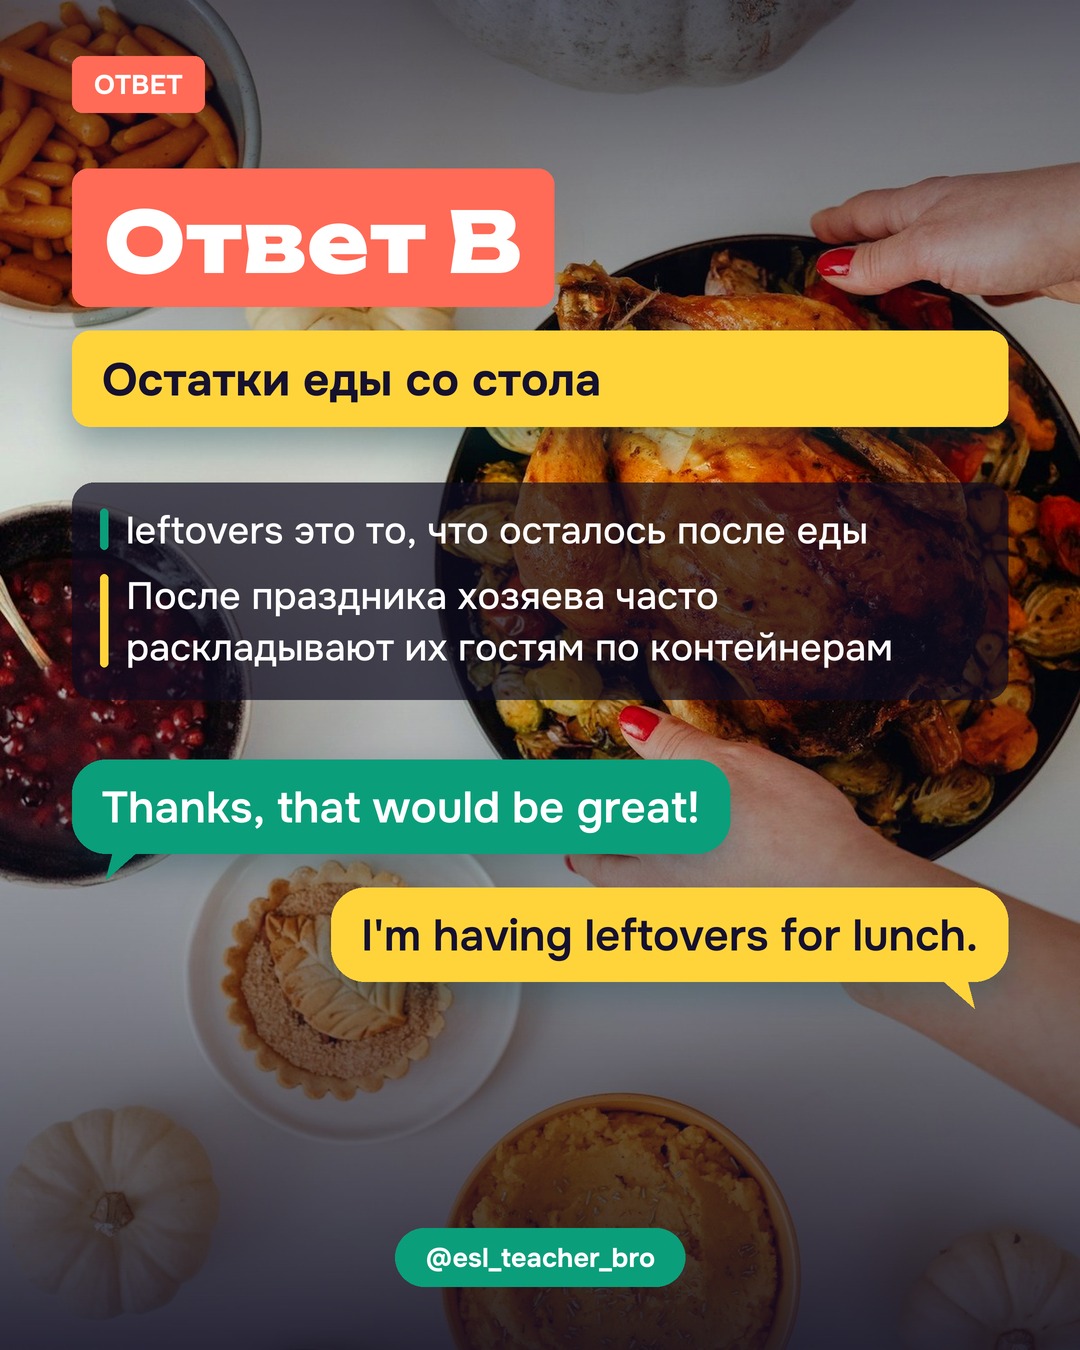 ОТВЕТ
Ответ B
Остатки еды со стола
leftovers это то, что осталось после еды
После праздника хозяева часто
раскладывают их гостям по контейнерам
Thanks, that would be great!
I'm having leftovers for lunch.
@esl_teacher_bro